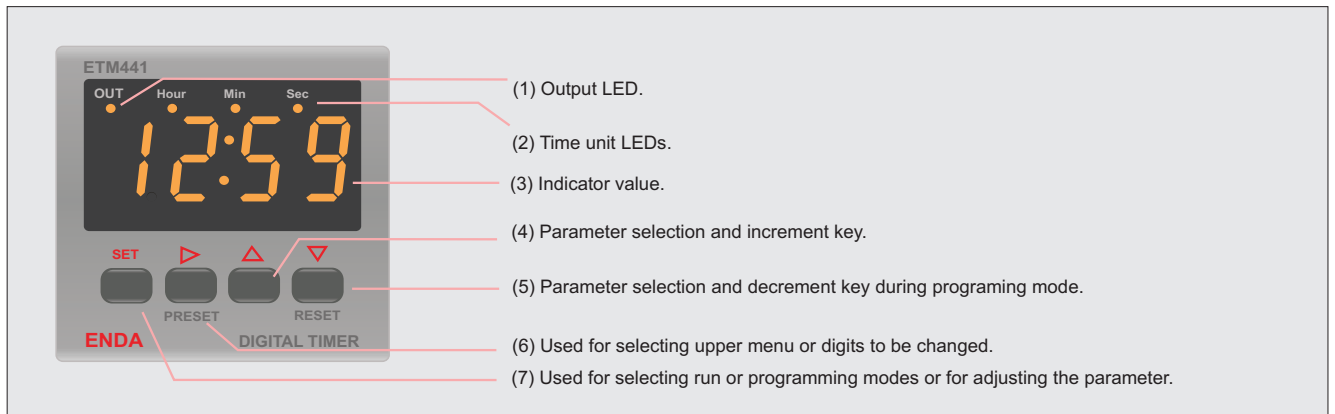 ETM441
OUT Hour Min Sec
12:59
SET
PRESET RESET
ENDA DIGITAL TIMER
(1) Output LED.
(2) Time unit LEDs.
(3) Indicator value.
(4) Parameter selection and increment key.
(5) Parameter selection and decrement key during programing mode.
(6) Used for selecting upper menu or digits to be changed.
(7) Used for selecting run or programming modes or for adjusting the parameter.